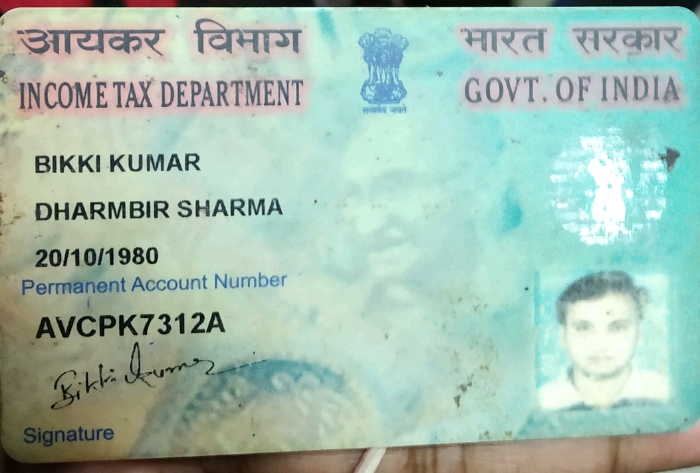 आयकर विभाग
भारत सरकार
INCOME TAX DEPARTMENT
GOVT. OF INDIA
सत्यमेव जयते
BIKKI KUMAR
DHARMBIR SHARMA
20/10/1980
Permanent Account Number
AVCPK7312A
Bikki Kumar
Signature